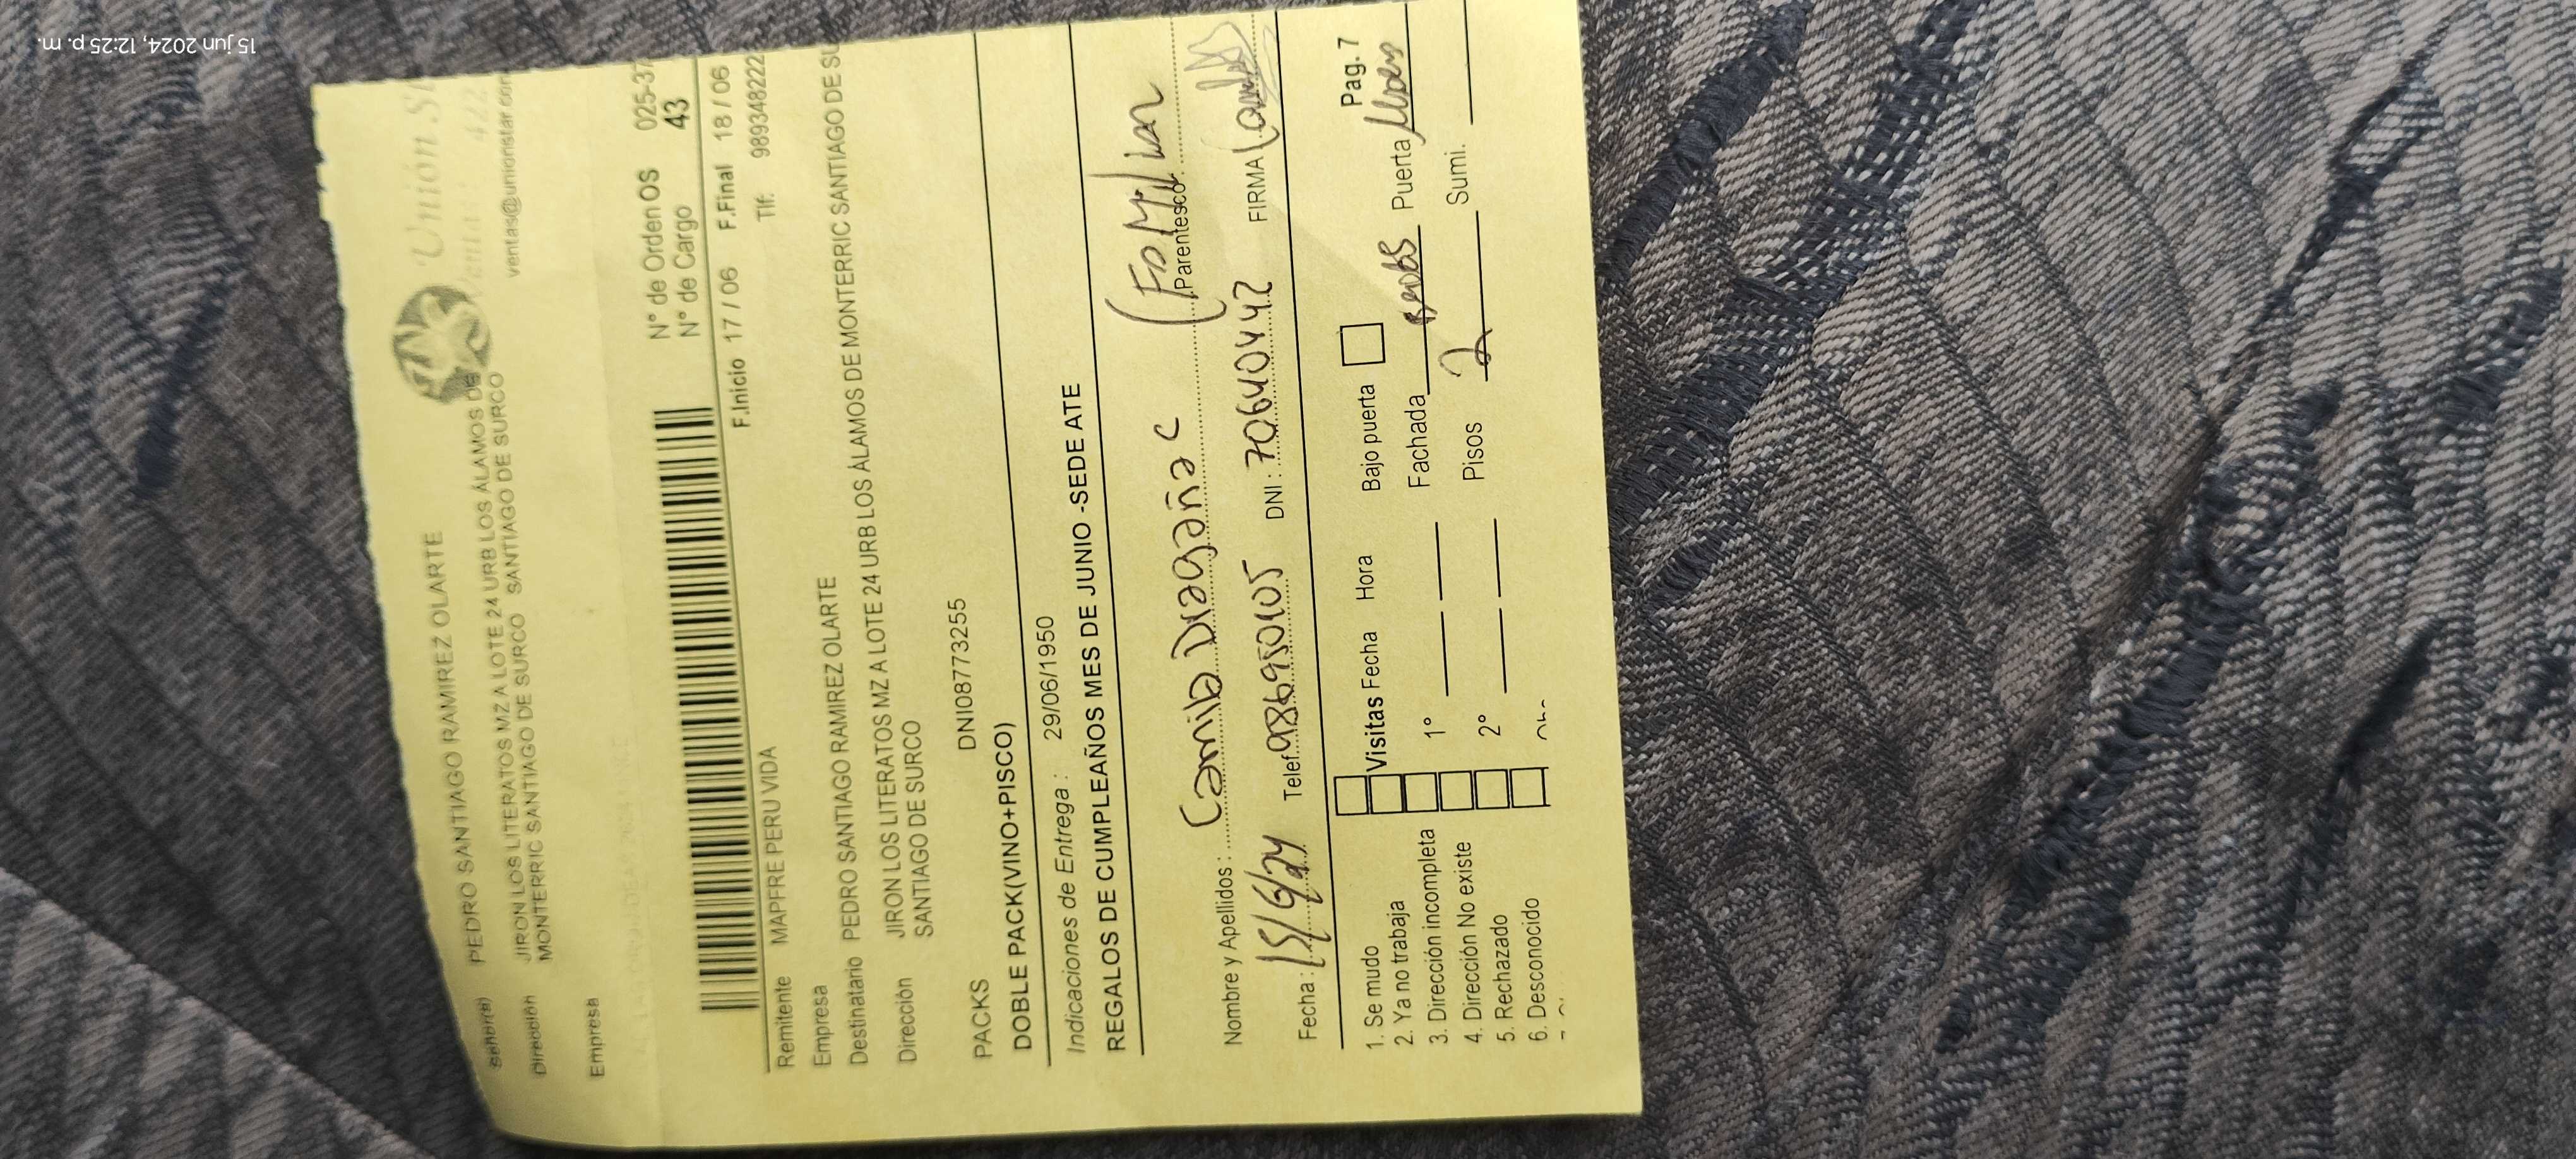 15 jun 2024, 12:25 p. m.
Unión S
ventas@unionstar.com
Señor(a) PEDRO SANTIAGO RAMIREZ OLARTE
Dirección JIRON LOS LITERATOS MZ A LOTE 24 URB LOS ÁLAMOS DE
MONTERRIC SANTIAGO DE SURCO SANTIAGO DE SURCO
Empresa
N° de Orden OS 025-37
N° de Cargo 43
F.Inicio 17 / 06 F.Final 18 / 06
Remitente MAPFRE PERU VIDA Tlf: 989348222
Empresa
Destinatario PEDRO SANTIAGO RAMIREZ OLARTE
Dirección JIRON LOS LITERATOS MZ A LOTE 24 URB LOS ÁLAMOS DE MONTERRIC SANTIAGO DE SU
SANTIAGO DE SURCO
DNI08773255
PACKS
DOBLE PACK(VINO+PISCO)
Indicaciones de Entrega : 29/06/1950
REGALOS DE CUMPLEAÑOS MES DE JUNIO -SEDE ATE
(Familiar
Nombre y Apellidos : Camila Dragaña C Parentesco
Fecha : 15/6/24 Telef 986950105 DNI : 70640442 FIRMA
Pag. 7
1. Se mudo Visitas Fecha Hora Bajo puerta
2. Ya no trabaja
3. Dirección incompleta 1° Fachada Puerta
4. Dirección No existe
5. Rechazado 2° Pisos 2 Sumi.
6. Desconocido